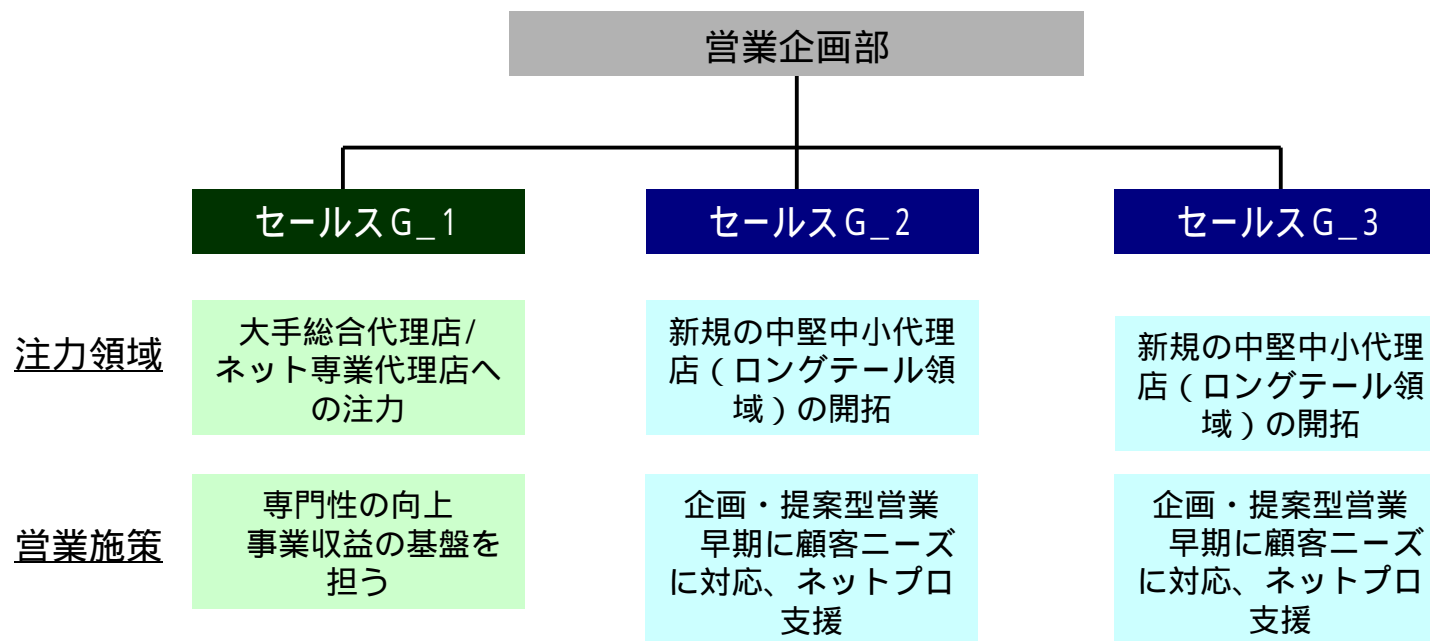 営業企画部
セールスG_1
セールスG_2
セールスG_3
注力領域
大手総合代理店/
ネット専業代理店へ
の注力
新規の中堅中小代理
店(ロングテール領
域)の開拓
新規の中堅中小代理
店(ロングテール領
域)の開拓
営業施策
専門性の向上
事業収益の基盤を
担う
企画・提案型営業
早期に顧客ニーズ
に対応、ネットプロ
支援
企画・提案型営業
早期に顧客ニーズ
に対応、ネットプロ
支援